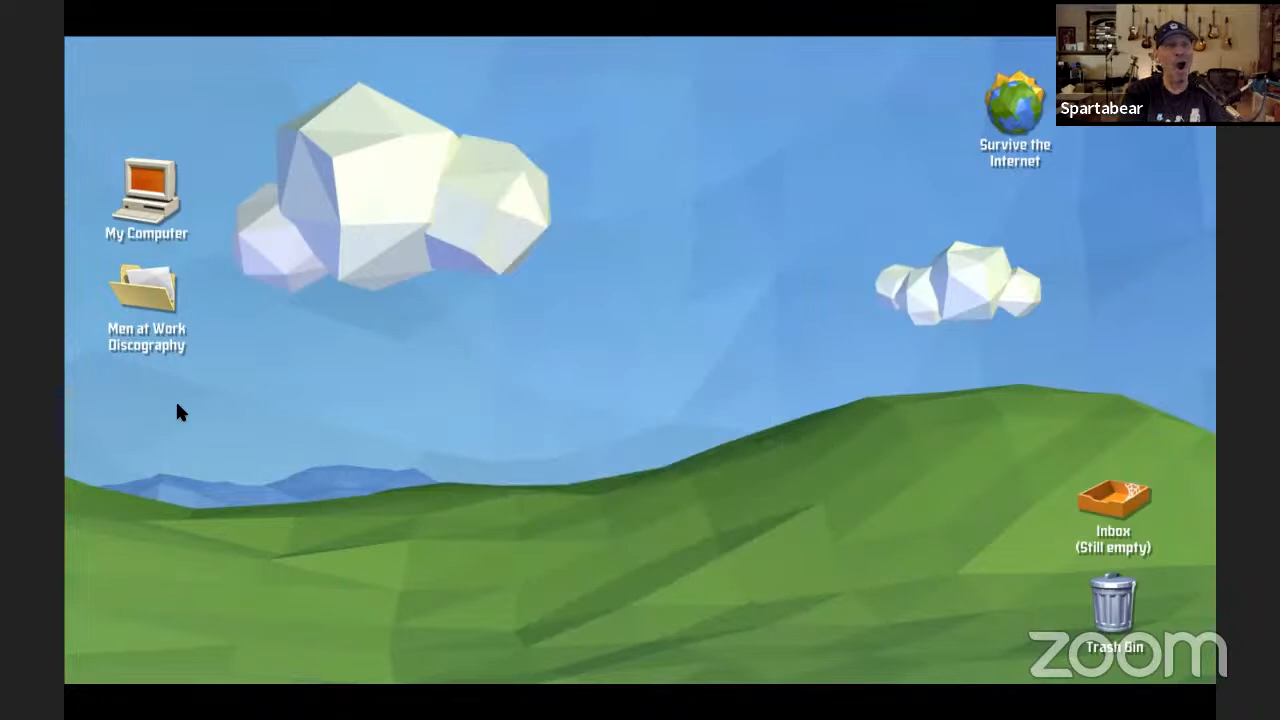 Spartabear
Survive the
Internet
My Computer
Men at Work
Discography
Inbox
(Still empty)
Trash Bin
zoom